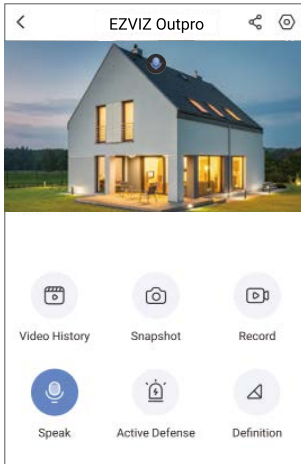 EZVIZ Outpro
Video History
Snapshot
Record
Speak
Active Defense
Definition